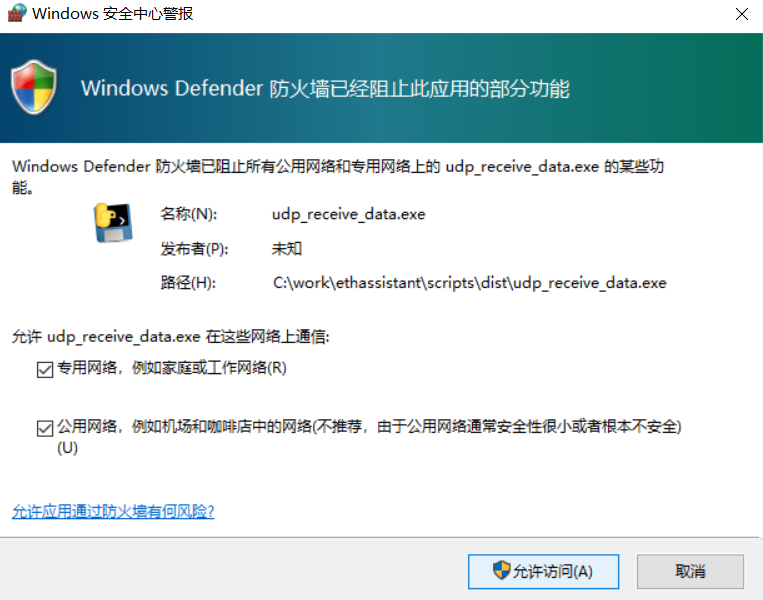 Windows 安全中心警报
Windows Defender 防火墙已经阻止此应用的部分功能
Windows Defender 防火墙已阻止所有公用网络和专用网络上的 udp_receive_data.exe 的某些功
能。
名称(N): udp_receive_data.exe
发布者(P): 未知
路径(H): C:\work\ethassistant\scripts\dist\udp_receive_data.exe
允许 udp_receive_data.exe 在这些网络上通信:
专用网络，例如家庭或工作网络(R)
公用网络，例如机场和咖啡店中的网络(不推荐，由于公用网络通常安全性很小或者根本不安全)
(U)
允许应用通过防火墙有何风险?
允许访问(A) 取消